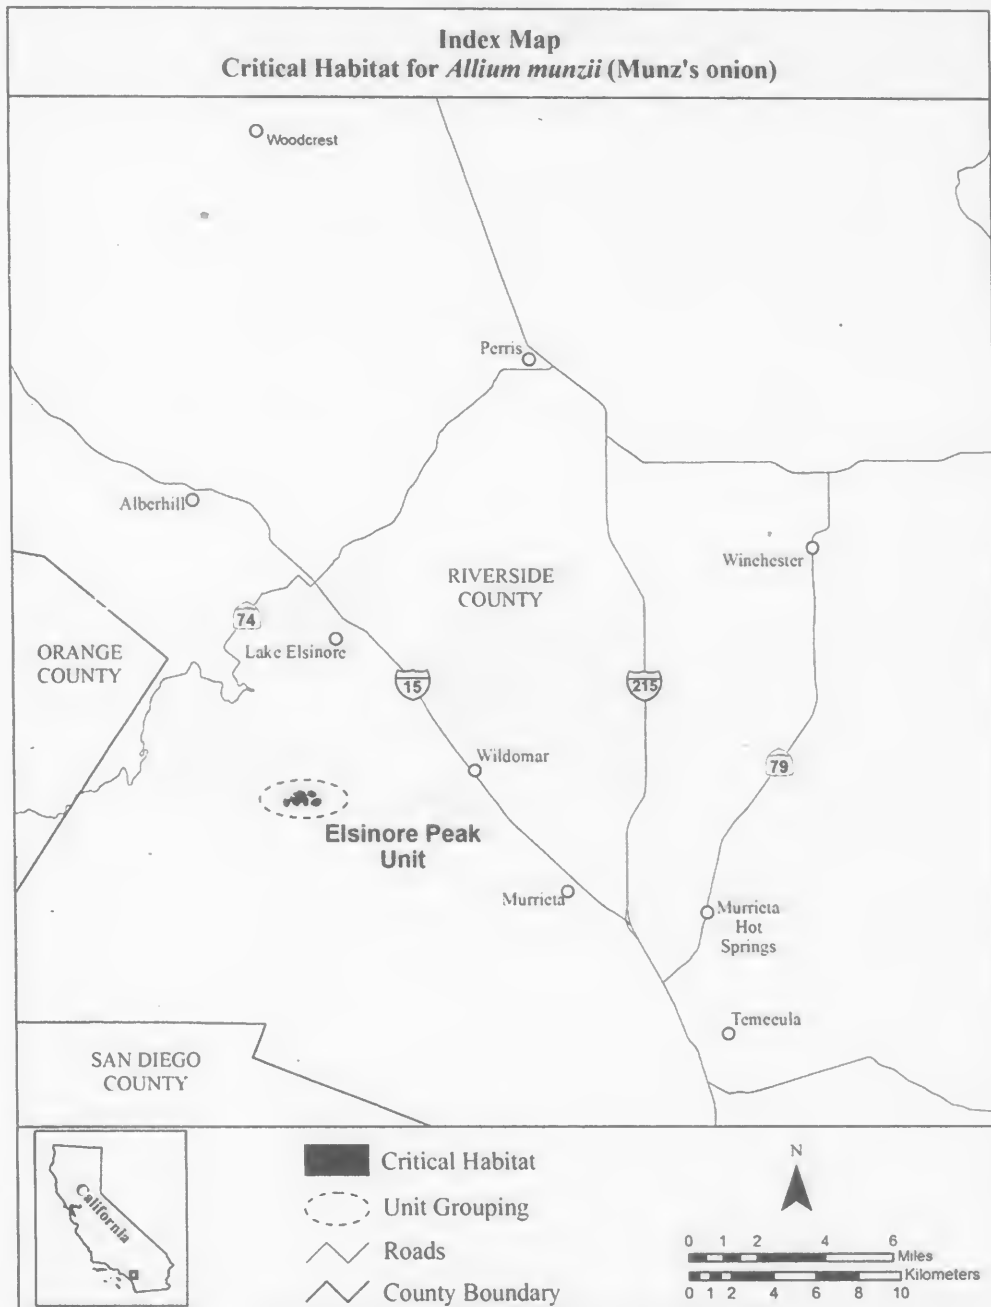 Index Map
Critical Habitat for Allium munzii (Munz's onion)
Woodcrest
Perris
Alberhill
Winchester
RIVERSIDE
COUNTY
74
ORANGE
COUNTY
Lake Elsinore
15
215
Wildomar
79
Elsinore Peak
Unit
Murrieta
Murrieta
Hot
Springs
Temecula
SAN DIEGO
COUNTY
California
Critical Habitat
Unit Grouping
Roads
County Boundary
N
0 1 2 4 6
Miles
Kilometers
0 1 2 4 6 8 10